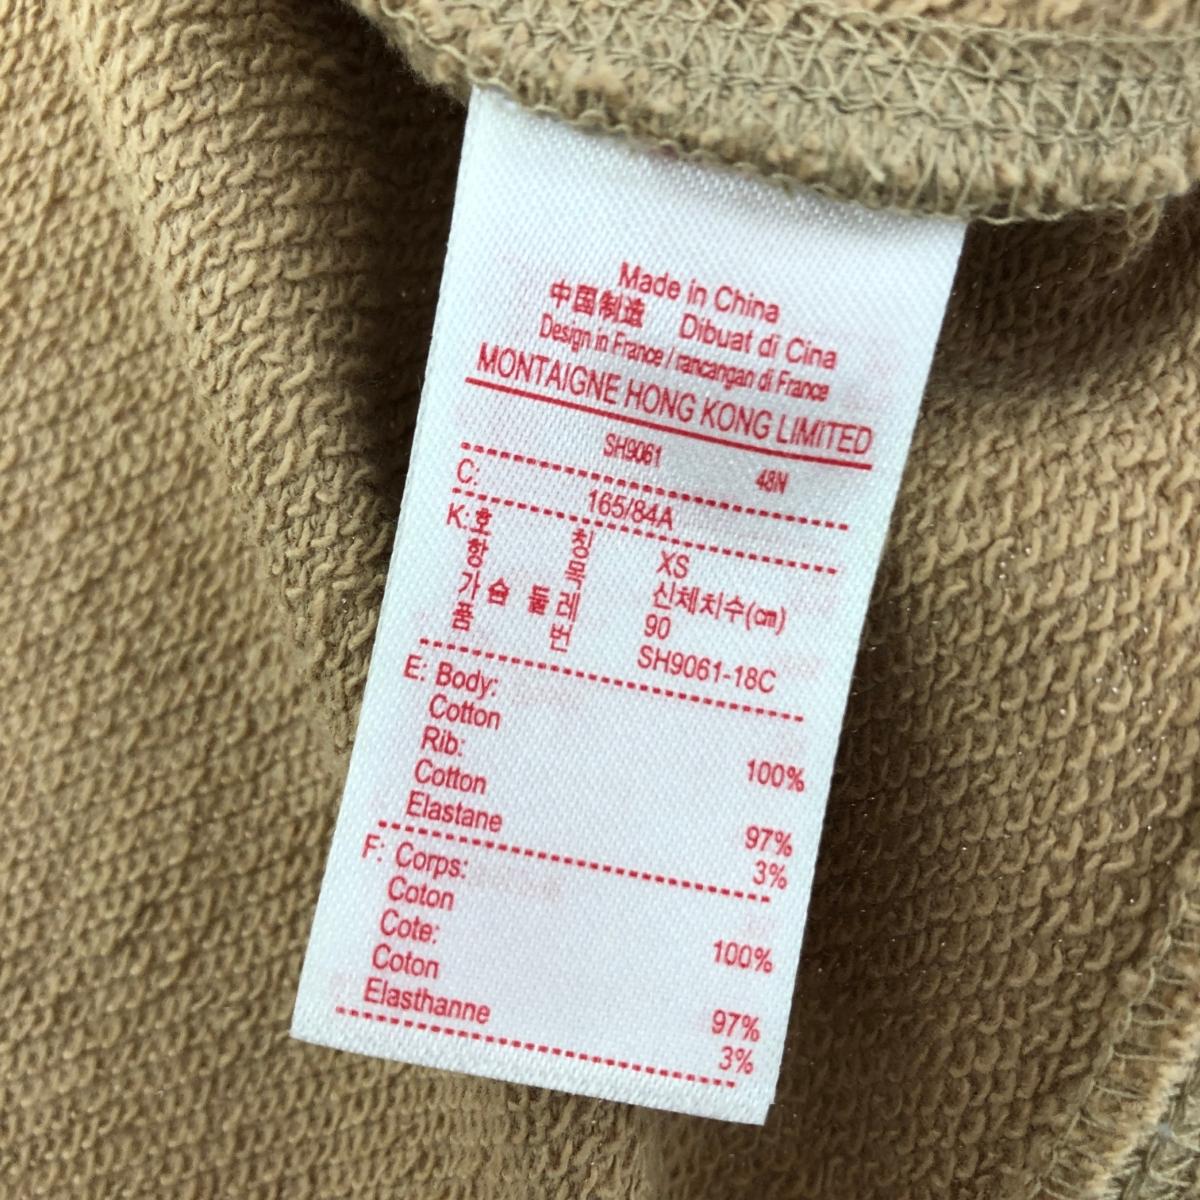 Made in China
中国制造 Dibuat di Cina
Design in France / rancangan di France
MONTAIGNE HONG KONG LIMITED
SH9061 48N
C: 165/84A
K: 호 칭 XS
항 목 신체치수(cm)
가 슴 둘 레 90
품 번 SH9061-18C
E: Body:
Cotton 100%
Rib:
Cotton 97%
Elastane 3%
F: Corps:
Coton 100%
Cote:
Coton 97%
Elasthanne 3%